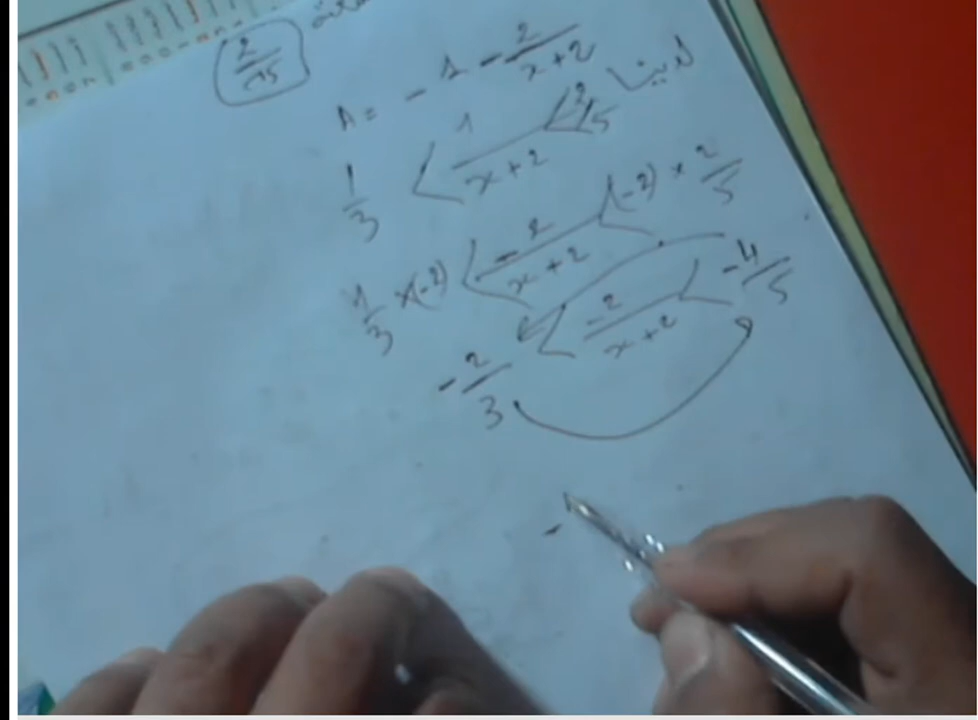 2/15
A = -1 - 2/(x+2)
لدينا 1/3 < 1/(x+2) < 2/5
1/3 x(-2) < -2/(x+2) < (-2) x 2/5
-2/3 < -2/(x+2) < -4/5
-